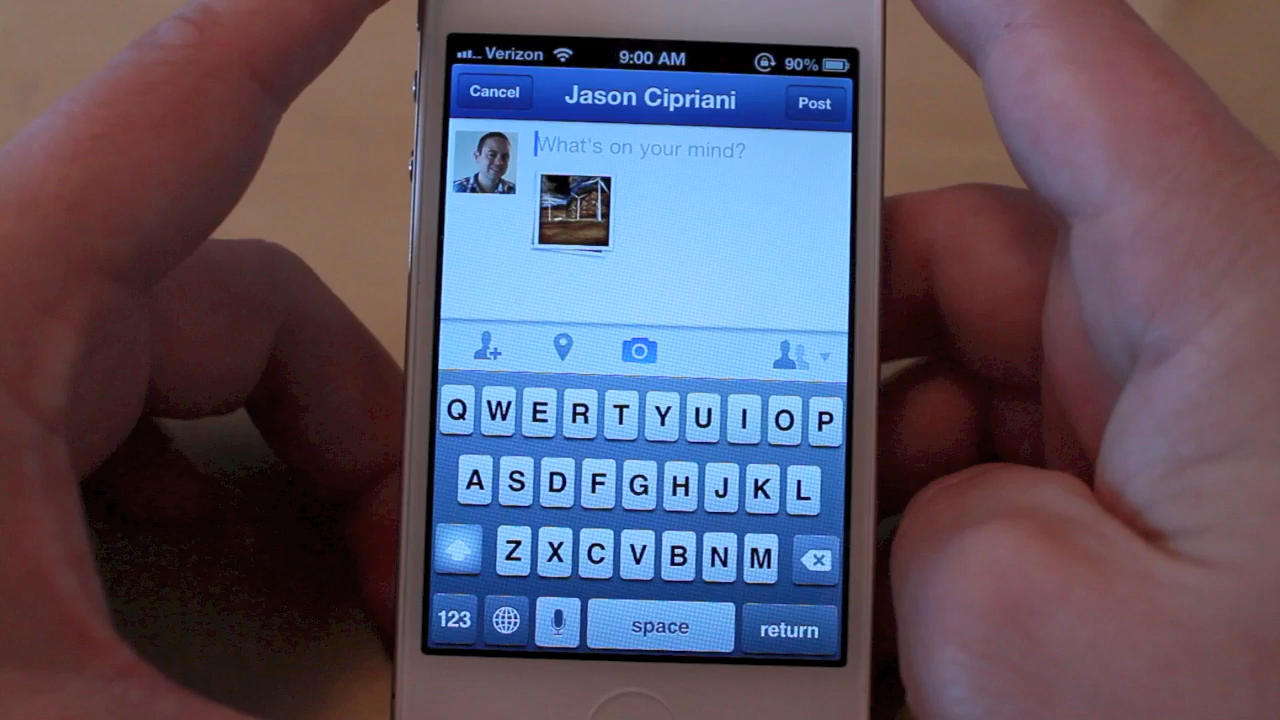 Verizon 9:00 AM 90%
Cancel Jason Cipriani Post
What's on your mind?
Q W E R T Y U I O P
A S D F G H J K L
Z X C V B N M
123 space return